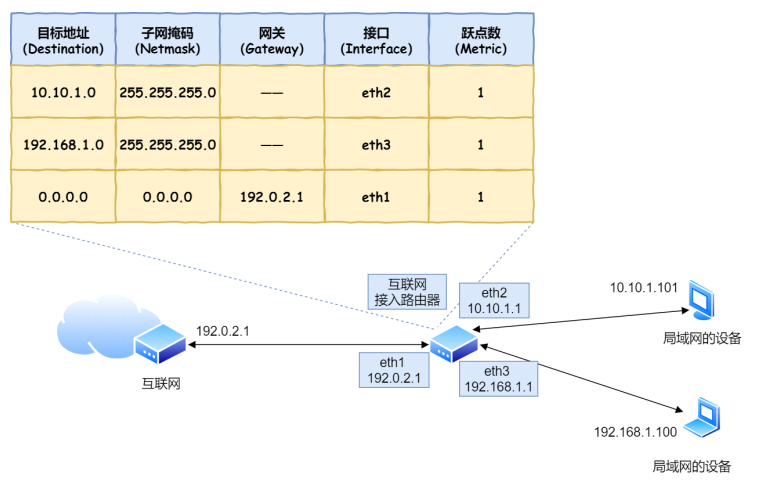 目标地址 子网掩码 网关 接口 跃点数
(Destination) (Netmask) (Gateway) (Interface) (Metric)
10.10.1.0 255.255.255.0 —— eth2 1
192.168.1.0 255.255.255.0 —— eth3 1
0.0.0.0 0.0.0.0 192.0.2.1 eth1 1
互联网
接入路由器
eth2
10.10.1.1
10.10.1.101
局域网的设备
192.0.2.1
互联网
eth1
192.0.2.1
eth3
192.168.1.1
192.168.1.100
局域网的设备